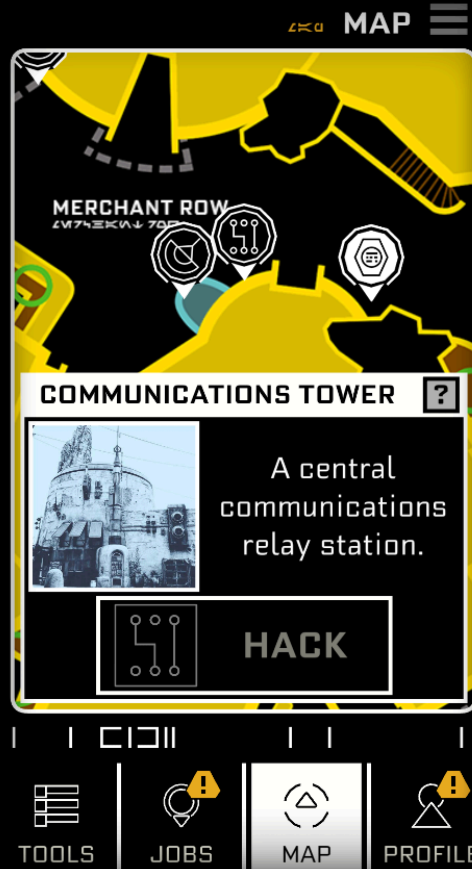 MAP
MERCHANT ROW
COMMUNICATIONS TOWER
?
A central
communications
relay station.
HACK
!
!
TOOLS
JOBS
MAP
PROFILE